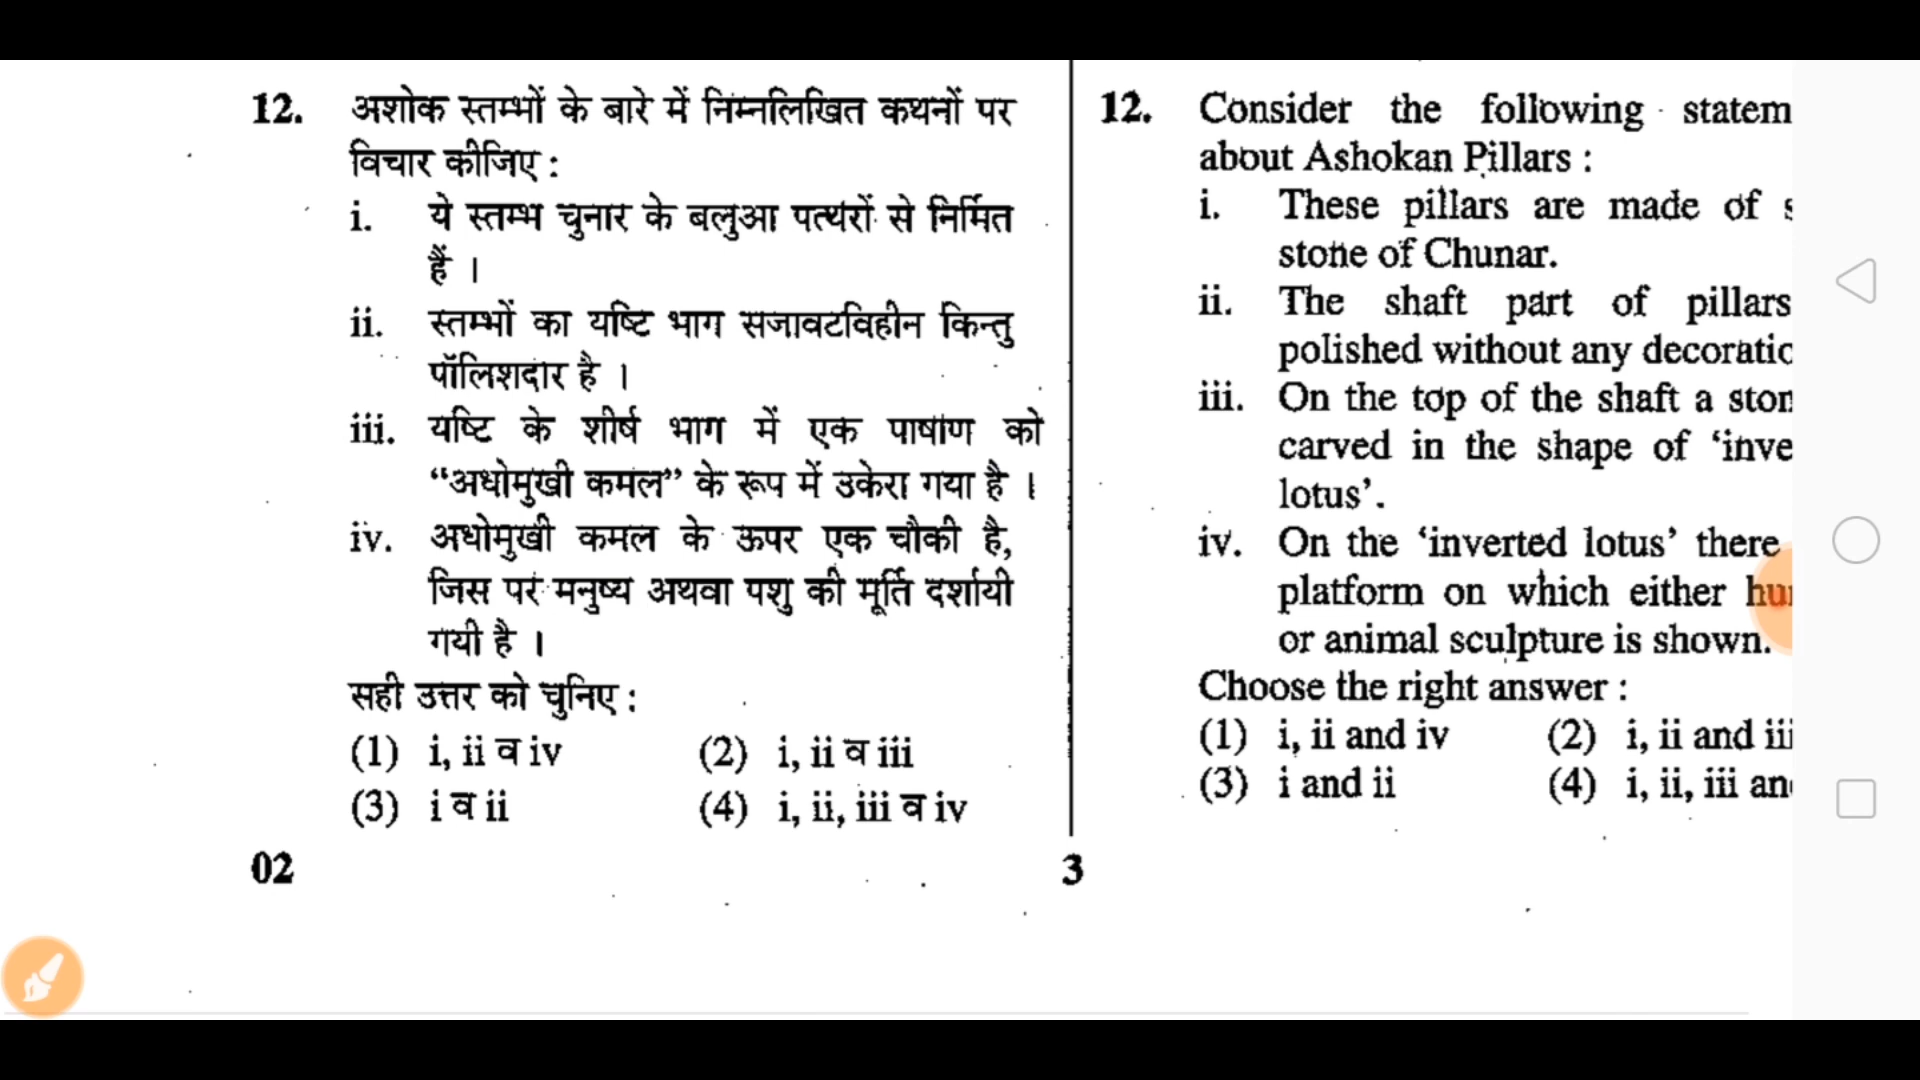 12. अशोक स्तम्भों के बारे में निम्नलिखित कथनों पर
विचार कीजिए :
i. ये स्तम्भ चुनार के बलुआ पत्थरों से निर्मित
हैं ।
ii. स्तम्भों का यष्टि भाग सजावटविहीन किन्तु
पॉलिशदार है ।
iii. यष्टि के शीर्ष भाग में एक पाषाण को
“अधोमुखी कमल” के रूप में उकेरा गया है ।
iv. अधोमुखी कमल के ऊपर एक चौकी है,
जिस पर मनुष्य अथवा पशु की मूर्ति दर्शायी
गयी है ।
सही उत्तर को चुनिए :
(1) i, ii व iv (2) i, ii व iii
(3) i व ii (4) i, ii, iii व iv
02
3
12. Consider the following
about Ashokan Pillars :
i. These pillars are made of
stone of Chunar.
ii. The shaft part of pillars
polished without any
iii. On the top of the shaft a
carved in the shape of
lotus’.
iv. On the ‘inverted lotus’ there
platform on which either
or animal sculpture is shown.
Choose the right answer :
(1) i, ii and iv (2) i, ii and iii
(3) i and ii (4) i, ii, iii